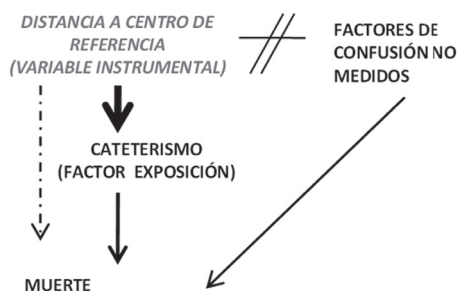 DISTANCIA A CENTRO DE
REFERENCIA
(VARIABLE INSTRUMENTAL)
FACTORES DE
CONFUSIÓN NO
MEDIDOS
CATETERISMO
(FACTOR EXPOSICIÓN)
MUERTE